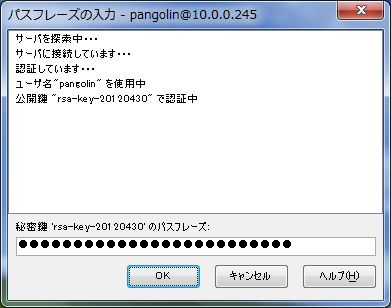 パスフレーズの入力 - pangolin@10.0.0.245
サーバを探索中・・・
サーバに接続しています・・・
認証しています・・・
ユーザ名"pangolin" を使用中
公開鍵 "rsa-key-20120430" で認証中
秘密鍵 'rsa-key-20120430' のパスフレーズ:
●●●●●●●●●●●●●●●●●●●●●●●●●
OK キャンセル ヘルプ(H)